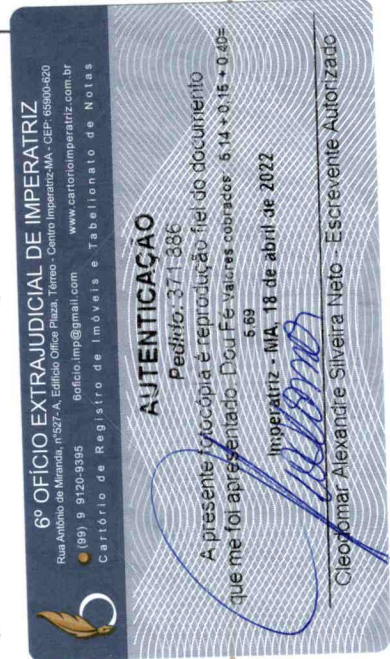 6º OFÍCIO EXTRAJUDICIAL DE IMPERATRIZ
Rua Antônio de Miranda, n°527- A, Edifício Office Plaza, Térreo - Centro Imperatriz-MA - CEP: 65900-620
(99) 9 9120-9395 6oficio.imp@gmail.com www.cartorioimperatriz.com.br
Cartório de Registro de Imóveis e Tabelionato de Notas
AUTENTICAÇÃO
Pedido: 371.386
A presente fotocópia é reprodução fiel do documento
que me foi apresentado. Dou Fé Valores cobrados 5.14 + 0.15 + 0.40=
5.69
Imperatriz - MA, 18 de abril de 2022
Cleodomar Alexandre Silveira Neto - Escrevente Autorizado